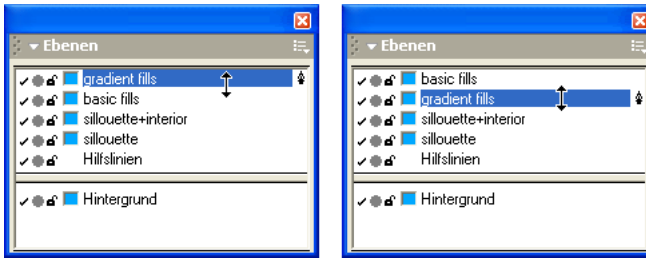 Ebenen
gradient fills
basic fills
sillouette+interior
sillouette
Hilfslinien
Hintergrund
Ebenen
basic fills
gradient fills
sillouette+interior
sillouette
Hilfslinien
Hintergrund